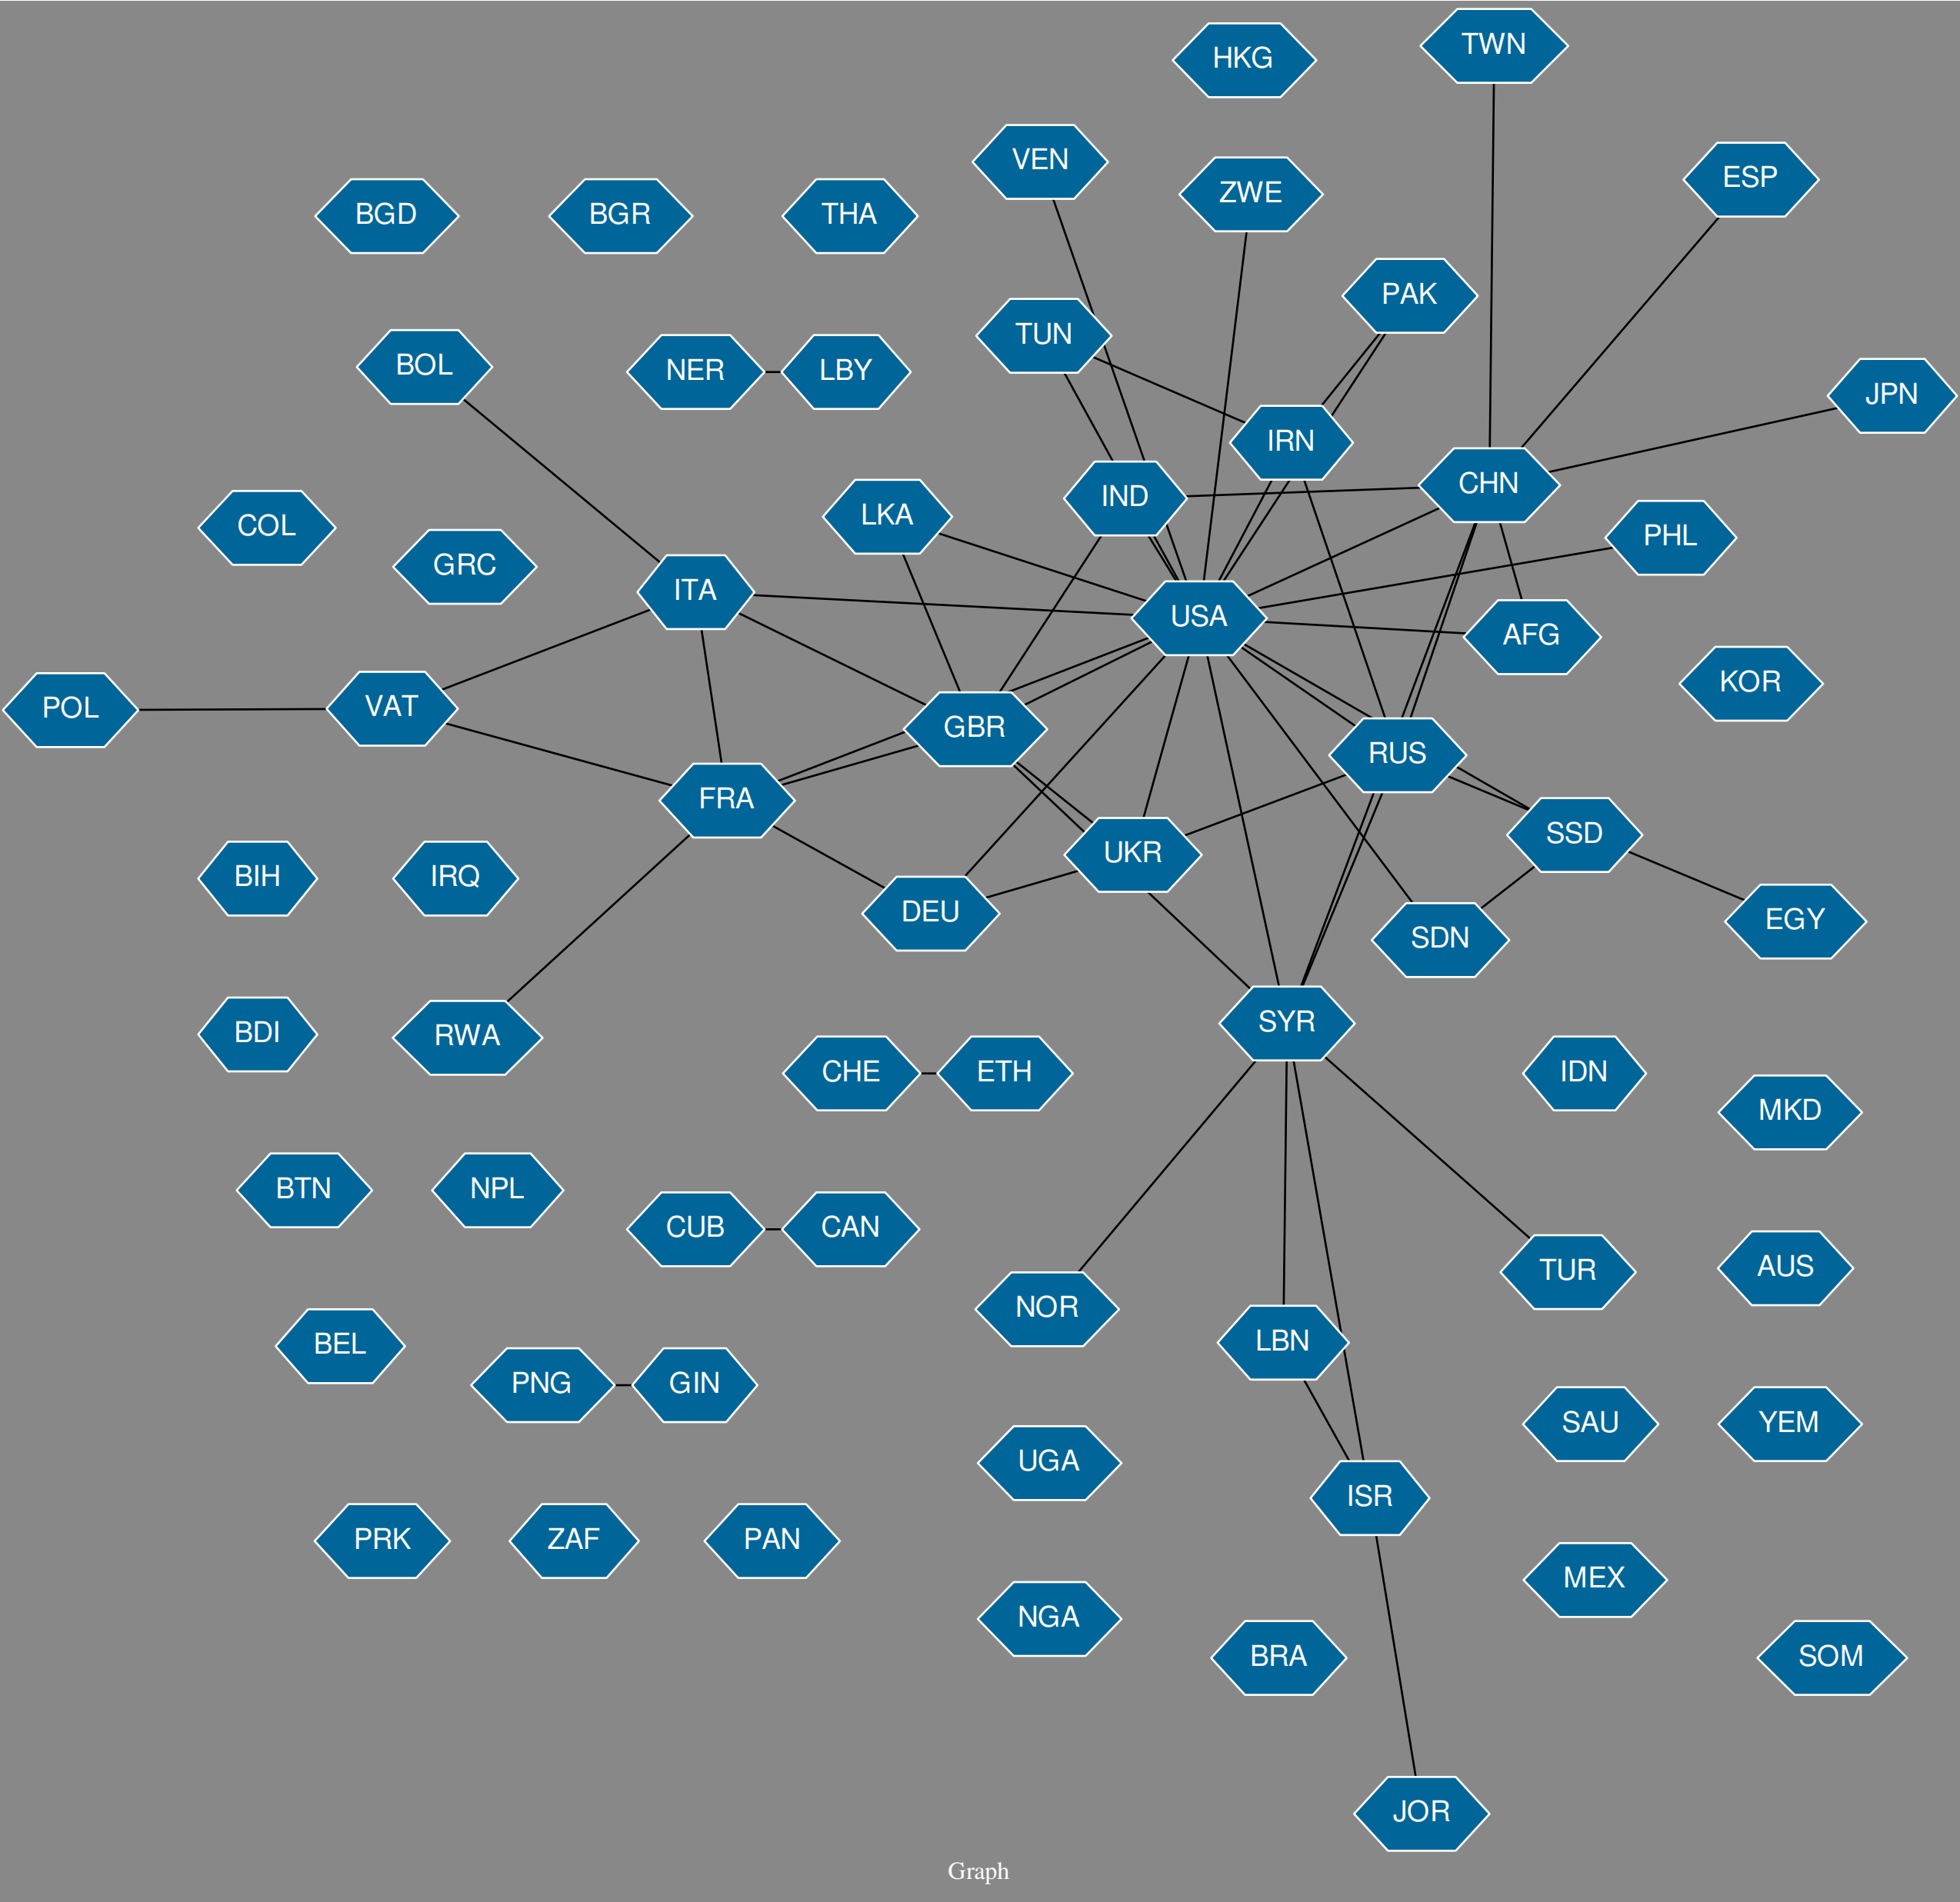 TWN
HKG
VEN
ESP
ZWE
BGD
BGR
THA
PAK
TUN
BOL
NER
LBY
JPN
IRN
CHN
IND
LKA
COL
PHL
GRC
ITA
USA
AFG
KOR
POL
VAT
GBR
RUS
FRA
SSD
UKR
BIH
IRQ
DEU
EGY
SDN
SYR
BDI
RWA
CHE
ETH
IDN
MKD
BTN
NPL
CUB
CAN
AUS
TUR
NOR
LBN
BEL
PNG
GIN
SAU
YEM
UGA
ISR
PRK
ZAF
PAN
MEX
NGA
BRA
SOM
JOR
Graph